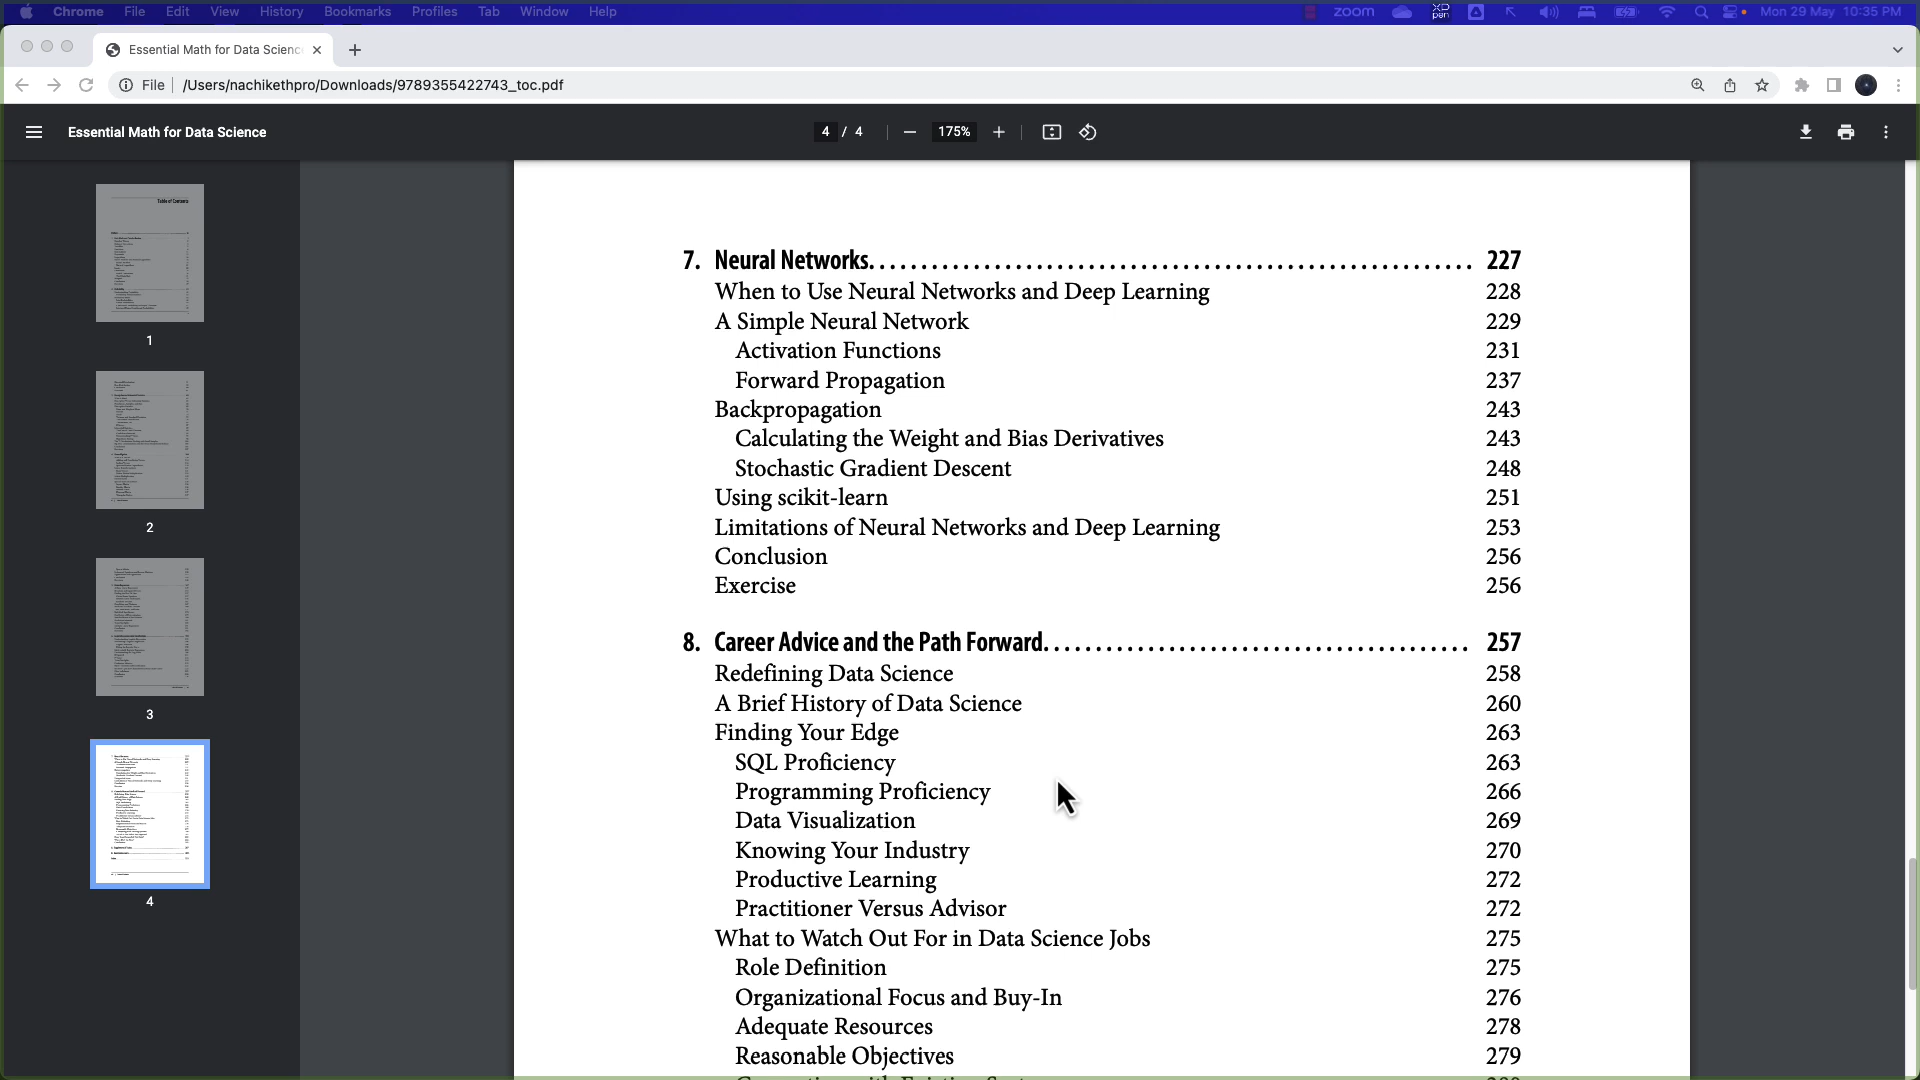 Chrome File Edit View History Bookmarks Profiles Tab Window Help zoom XD pen Mon 29 May 10:35 PM
Essential Math for Data Science
File /Users/nachikethpro/Downloads/9789355422743_toc.pdf
Essential Math for Data Science 4 / 4 175%
Table of Contents
1
2
3
4
7. Neural Networks. 227
When to Use Neural Networks and Deep Learning 228
A Simple Neural Network 229
Activation Functions 231
Forward Propagation 237
Backpropagation 243
Calculating the Weight and Bias Derivatives 243
Stochastic Gradient Descent 248
Using scikit-learn 251
Limitations of Neural Networks and Deep Learning 253
Conclusion 256
Exercise 256
8. Career Advice and the Path Forward. 257
Redefining Data Science 258
A Brief History of Data Science 260
Finding Your Edge 263
SQL Proficiency 263
Programming Proficiency 266
Data Visualization 269
Knowing Your Industry 270
Productive Learning 272
Practitioner Versus Advisor 272
What to Watch Out For in Data Science Jobs 275
Role Definition 275
Organizational Focus and Buy-In 276
Adequate Resources 278
Reasonable Objectives 279